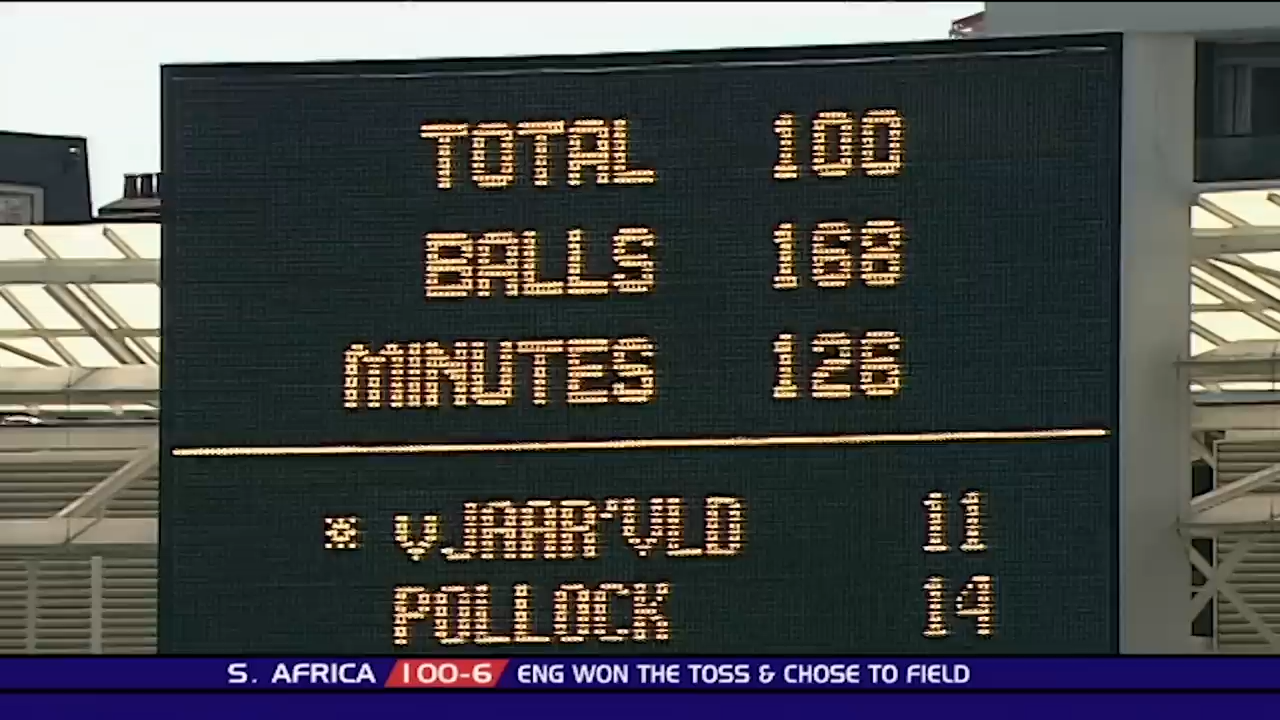 TOTAL 100
BALLS 168
MINUTES 126
* vJAAR'VLD 11
POLLOCK 14
S. AFRICA 100-6 ENG WON THE TOSS & CHOSE TO FIELD